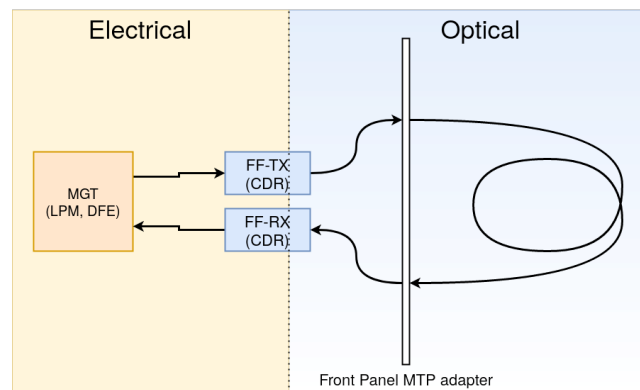 Electrical
Optical
MGT
(LPM, DFE)
FF-TX
(CDR)
FF-RX
(CDR)
Front Panel MTP adapter